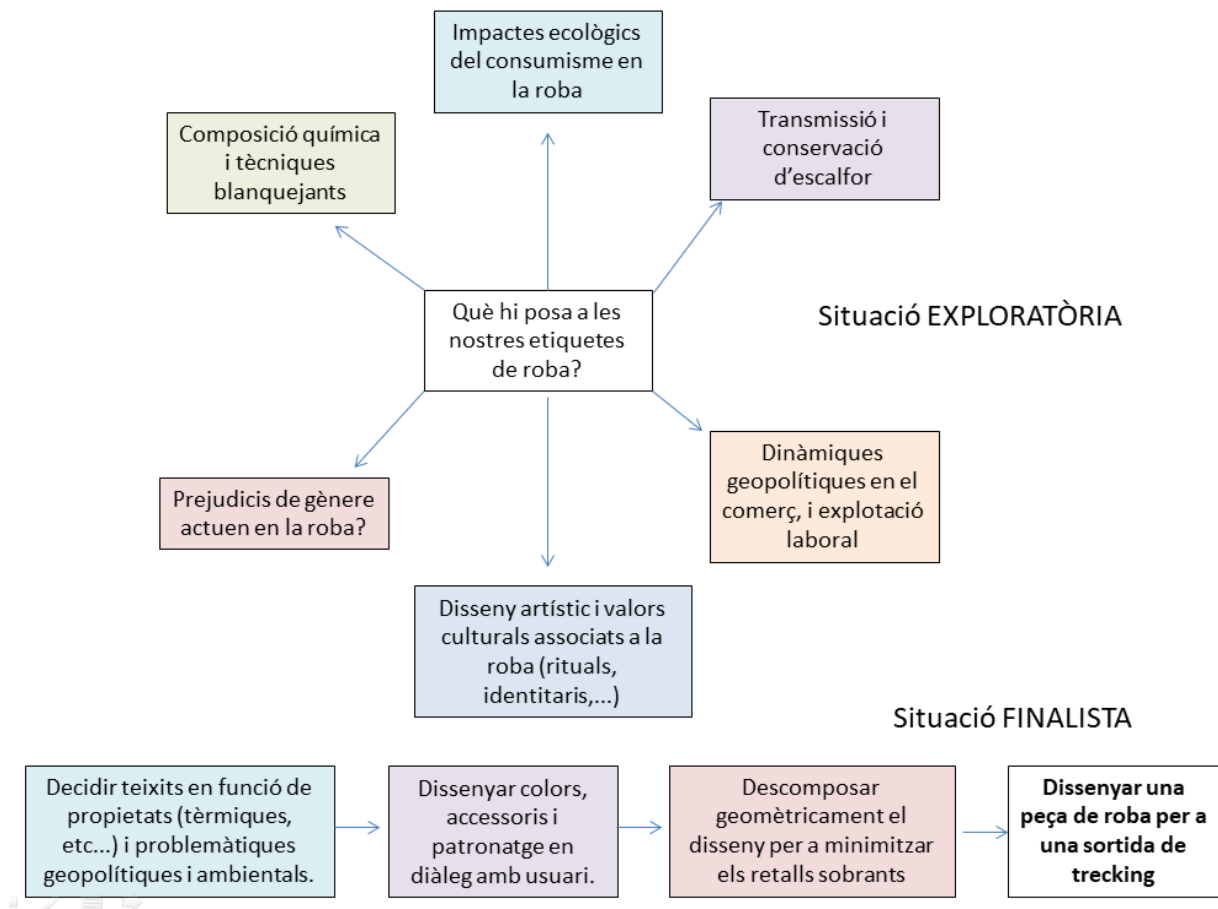 Impactes ecològics
del consumisme en
la roba
Composició química
i tècniques
blanquejants
Transmissió i
conservació
d’escalfor
Què hi posa a les
nostres etiquetes
de roba?
Situació EXPLORATÒRIA
Prejudicis de gènere
actuen en la roba?
Dinàmiques
geopolítiques en el
comerç, i explotació
laboral
Disseny artístic i valors
culturals associats a la
roba (rituals,
identitaris,...)
Situació FINALISTA
Decidir teixits en funció de
propietats (tèrmiques,
etc...) i problemàtiques
geopolítiques i ambientals.
Dissenyar colors,
accessoris i
patronatge en
diàleg amb usuari.
Descomposar
geomètricament el
disseny per a minimitzar
els retalls sobrants
Dissenyar una
peça de roba per a
una sortida de
trecking